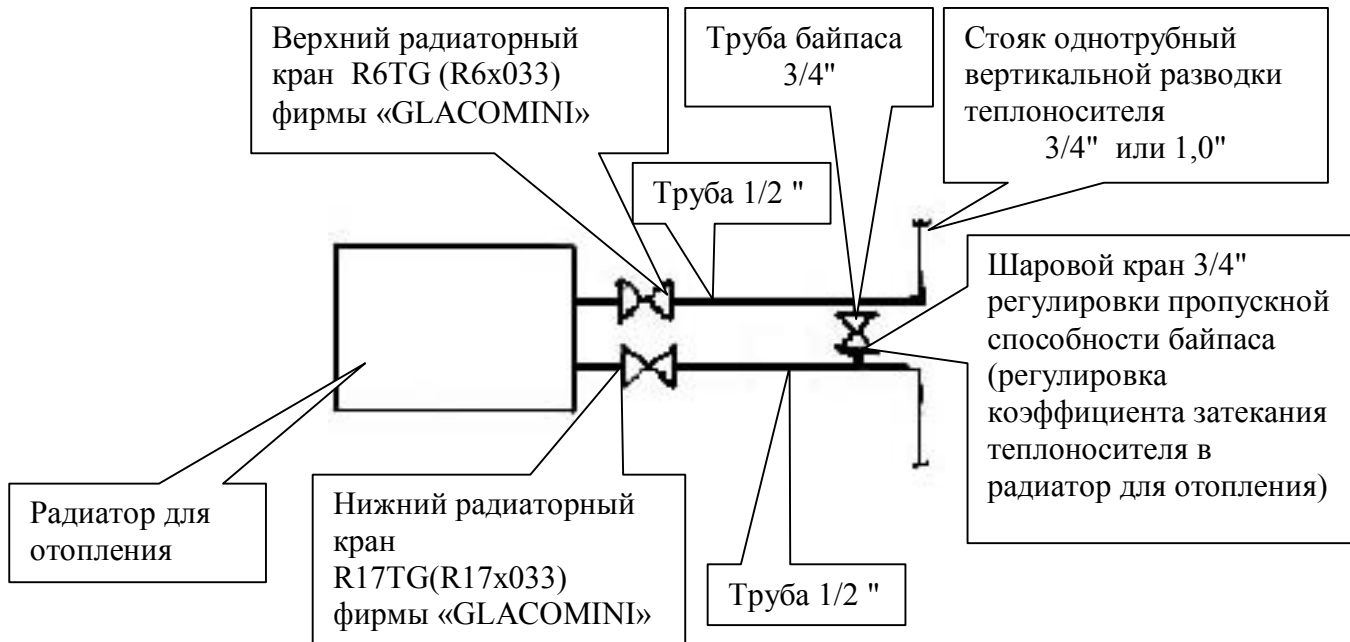 Верхний радиаторный
кран R6TG (R6x033)
фирмы «GLACOMINI»
Труба байпаса
3/4"
Стояк однотрубный
вертикальной разводки
теплоносителя
3/4" или 1,0"
Труба 1/2 "
Шаровой кран 3/4"
регулировки пропускной
способности байпаса
(регулировка
коэффициента затекания
теплоносителя в
радиатор для отопления)
Радиатор для
отопления
Нижний радиаторный
кран
R17TG(R17x033)
фирмы «GLACOMINI»
Труба 1/2 "